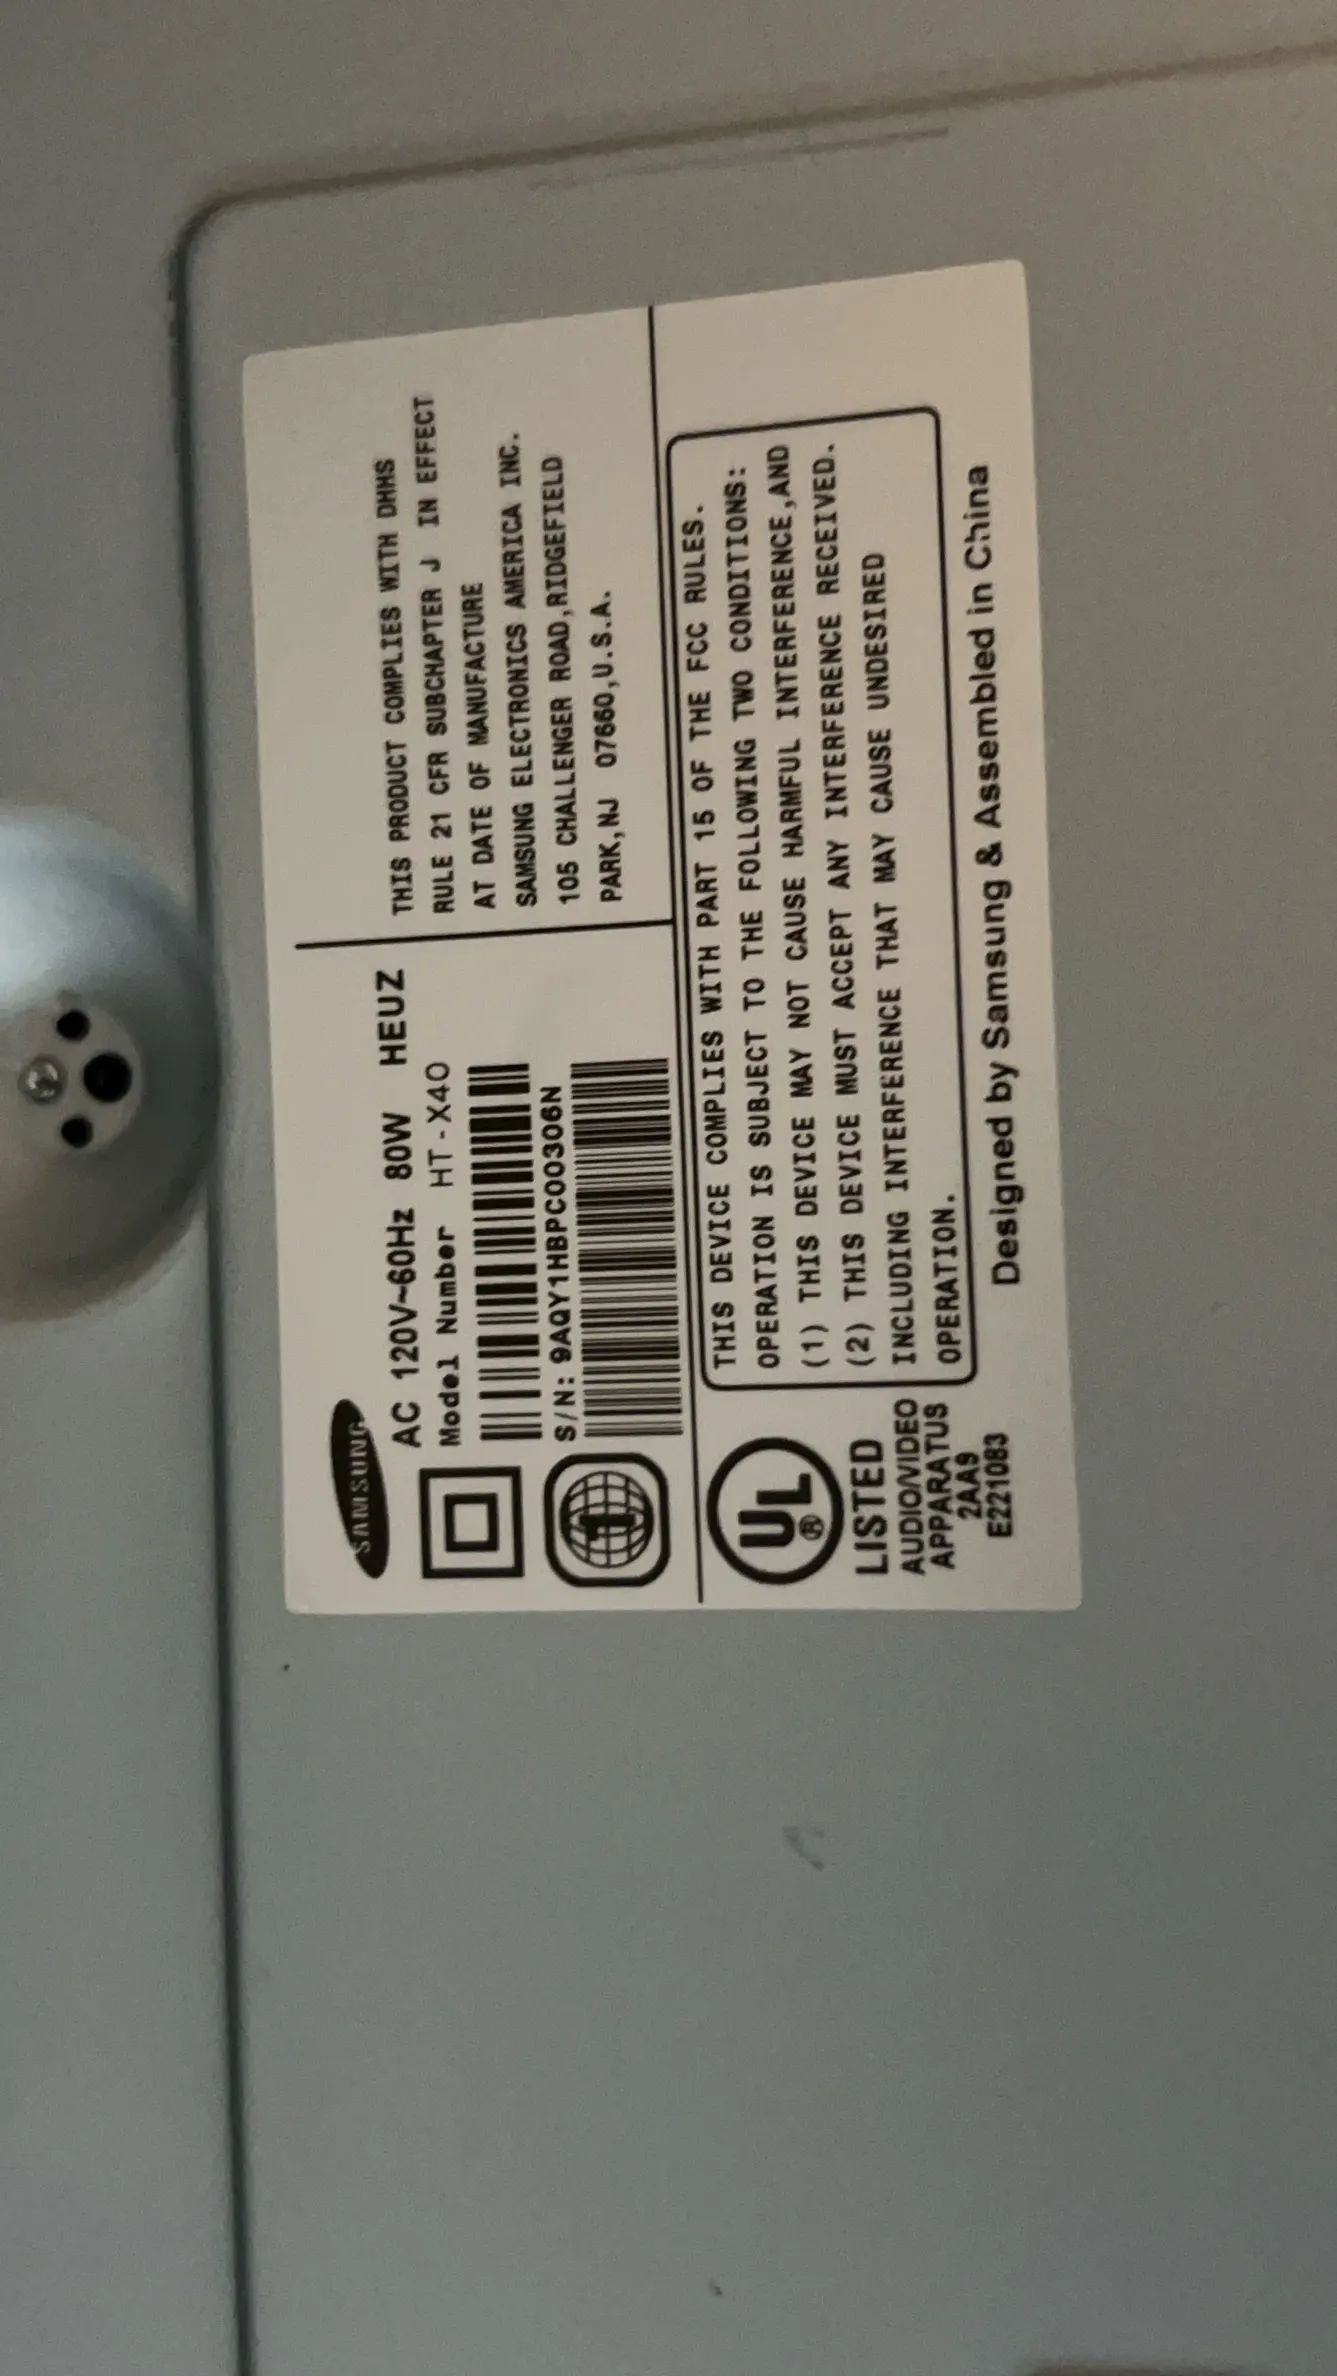 SAMSUNG
AC 120V~60Hz 80W HEUZ
Model Number HT-X40
S/N: 9AQY1HBPC00306N
THIS PRODUCT COMPLIES WITH DHHS
RULE 21 CFR SUBCHAPTER J IN EFFECT
AT DATE OF MANUFACTURE
SAMSUNG ELECTRONICS AMERICA INC.
105 CHALLENGER ROAD,RIDGEFIELD
PARK,NJ 07660,U.S.A.
1
UL
®
LISTED
AUDIO/VIDEO
APPARATUS
2AA9
E221083
THIS DEVICE COMPLIES WITH PART 15 OF THE FCC RULES.
OPERATION IS SUBJECT TO THE FOLLOWING TWO CONDITIONS:
(1) THIS DEVICE MAY NOT CAUSE HARMFUL INTERFERENCE,AND
(2) THIS DEVICE MUST ACCEPT ANY INTERFERENCE RECEIVED.
INCLUDING INTERFERENCE THAT MAY CAUSE UNDESIRED
OPERATION.
Designed by Samsung & Assembled in China